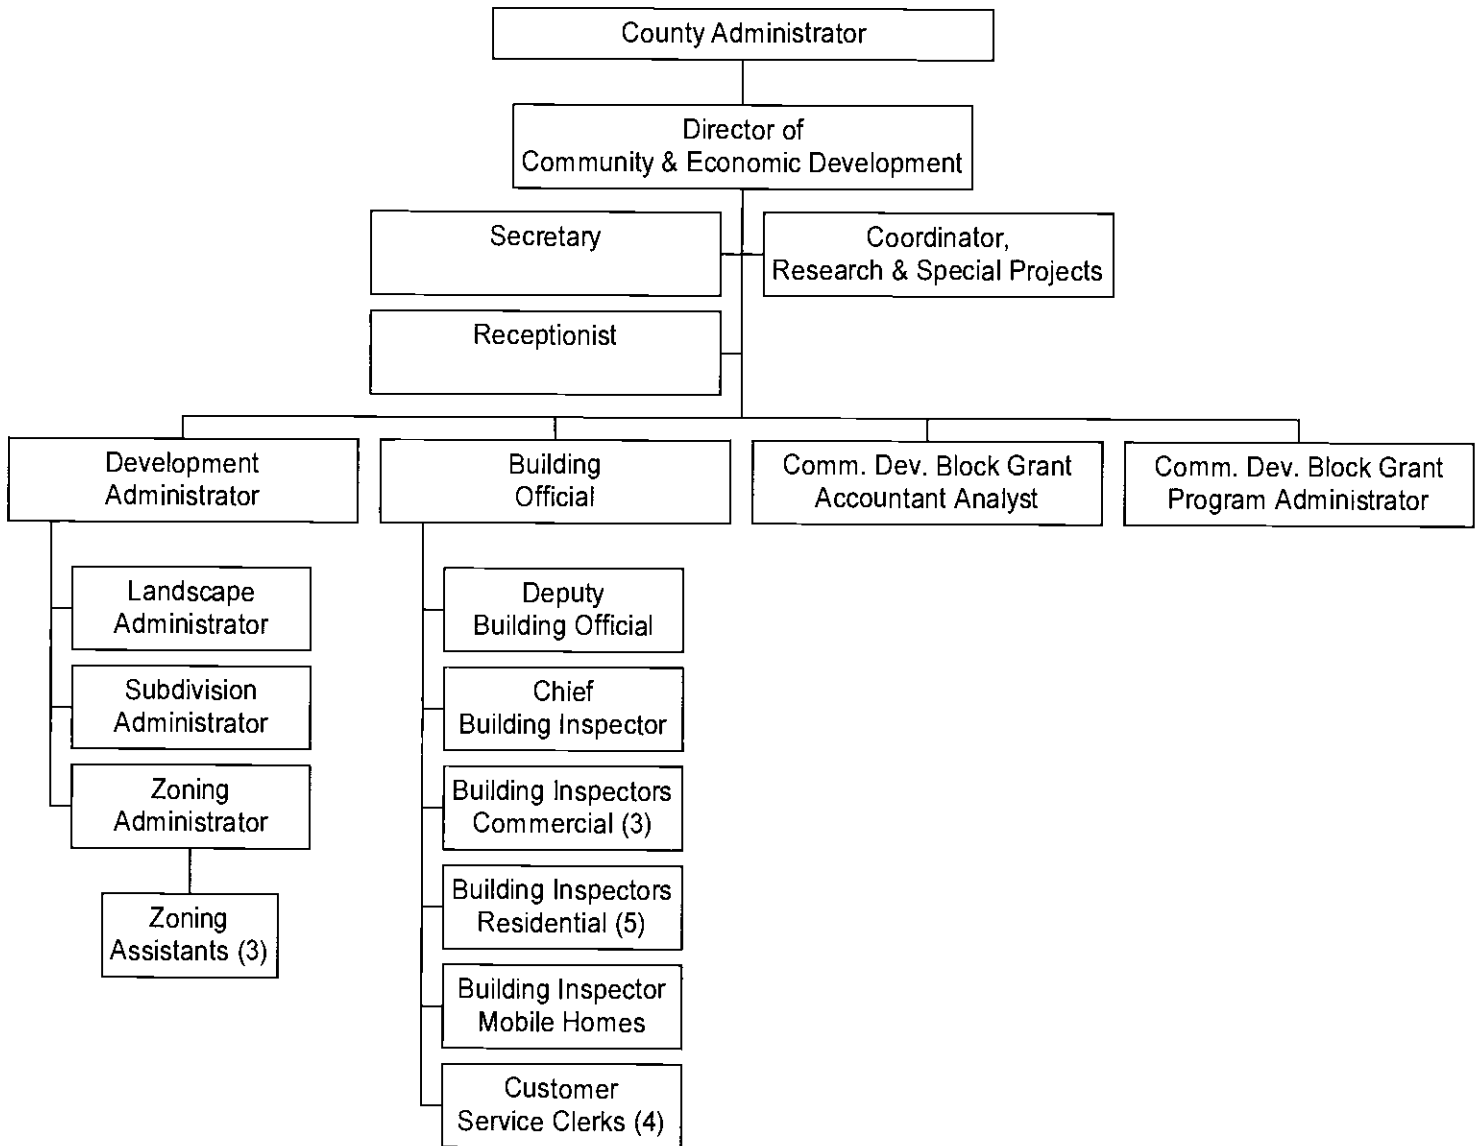 County Administrator
Director of
Community & Economic Development
Secretary
Coordinator,
Research & Special Projects
Receptionist
Development
Administrator
Building
Official
Comm. Dev. Block Grant
Accountant Analyst
Comm. Dev. Block Grant
Program Administrator
Landscape
Administrator
Subdivision
Administrator
Zoning
Administrator
Zoning
Assistants (3)
Deputy
Building Official
Chief
Building Inspector
Building Inspectors
Commercial (3)
Building Inspectors
Residential (5)
Building Inspector
Mobile Homes
Customer
Service Clerks (4)